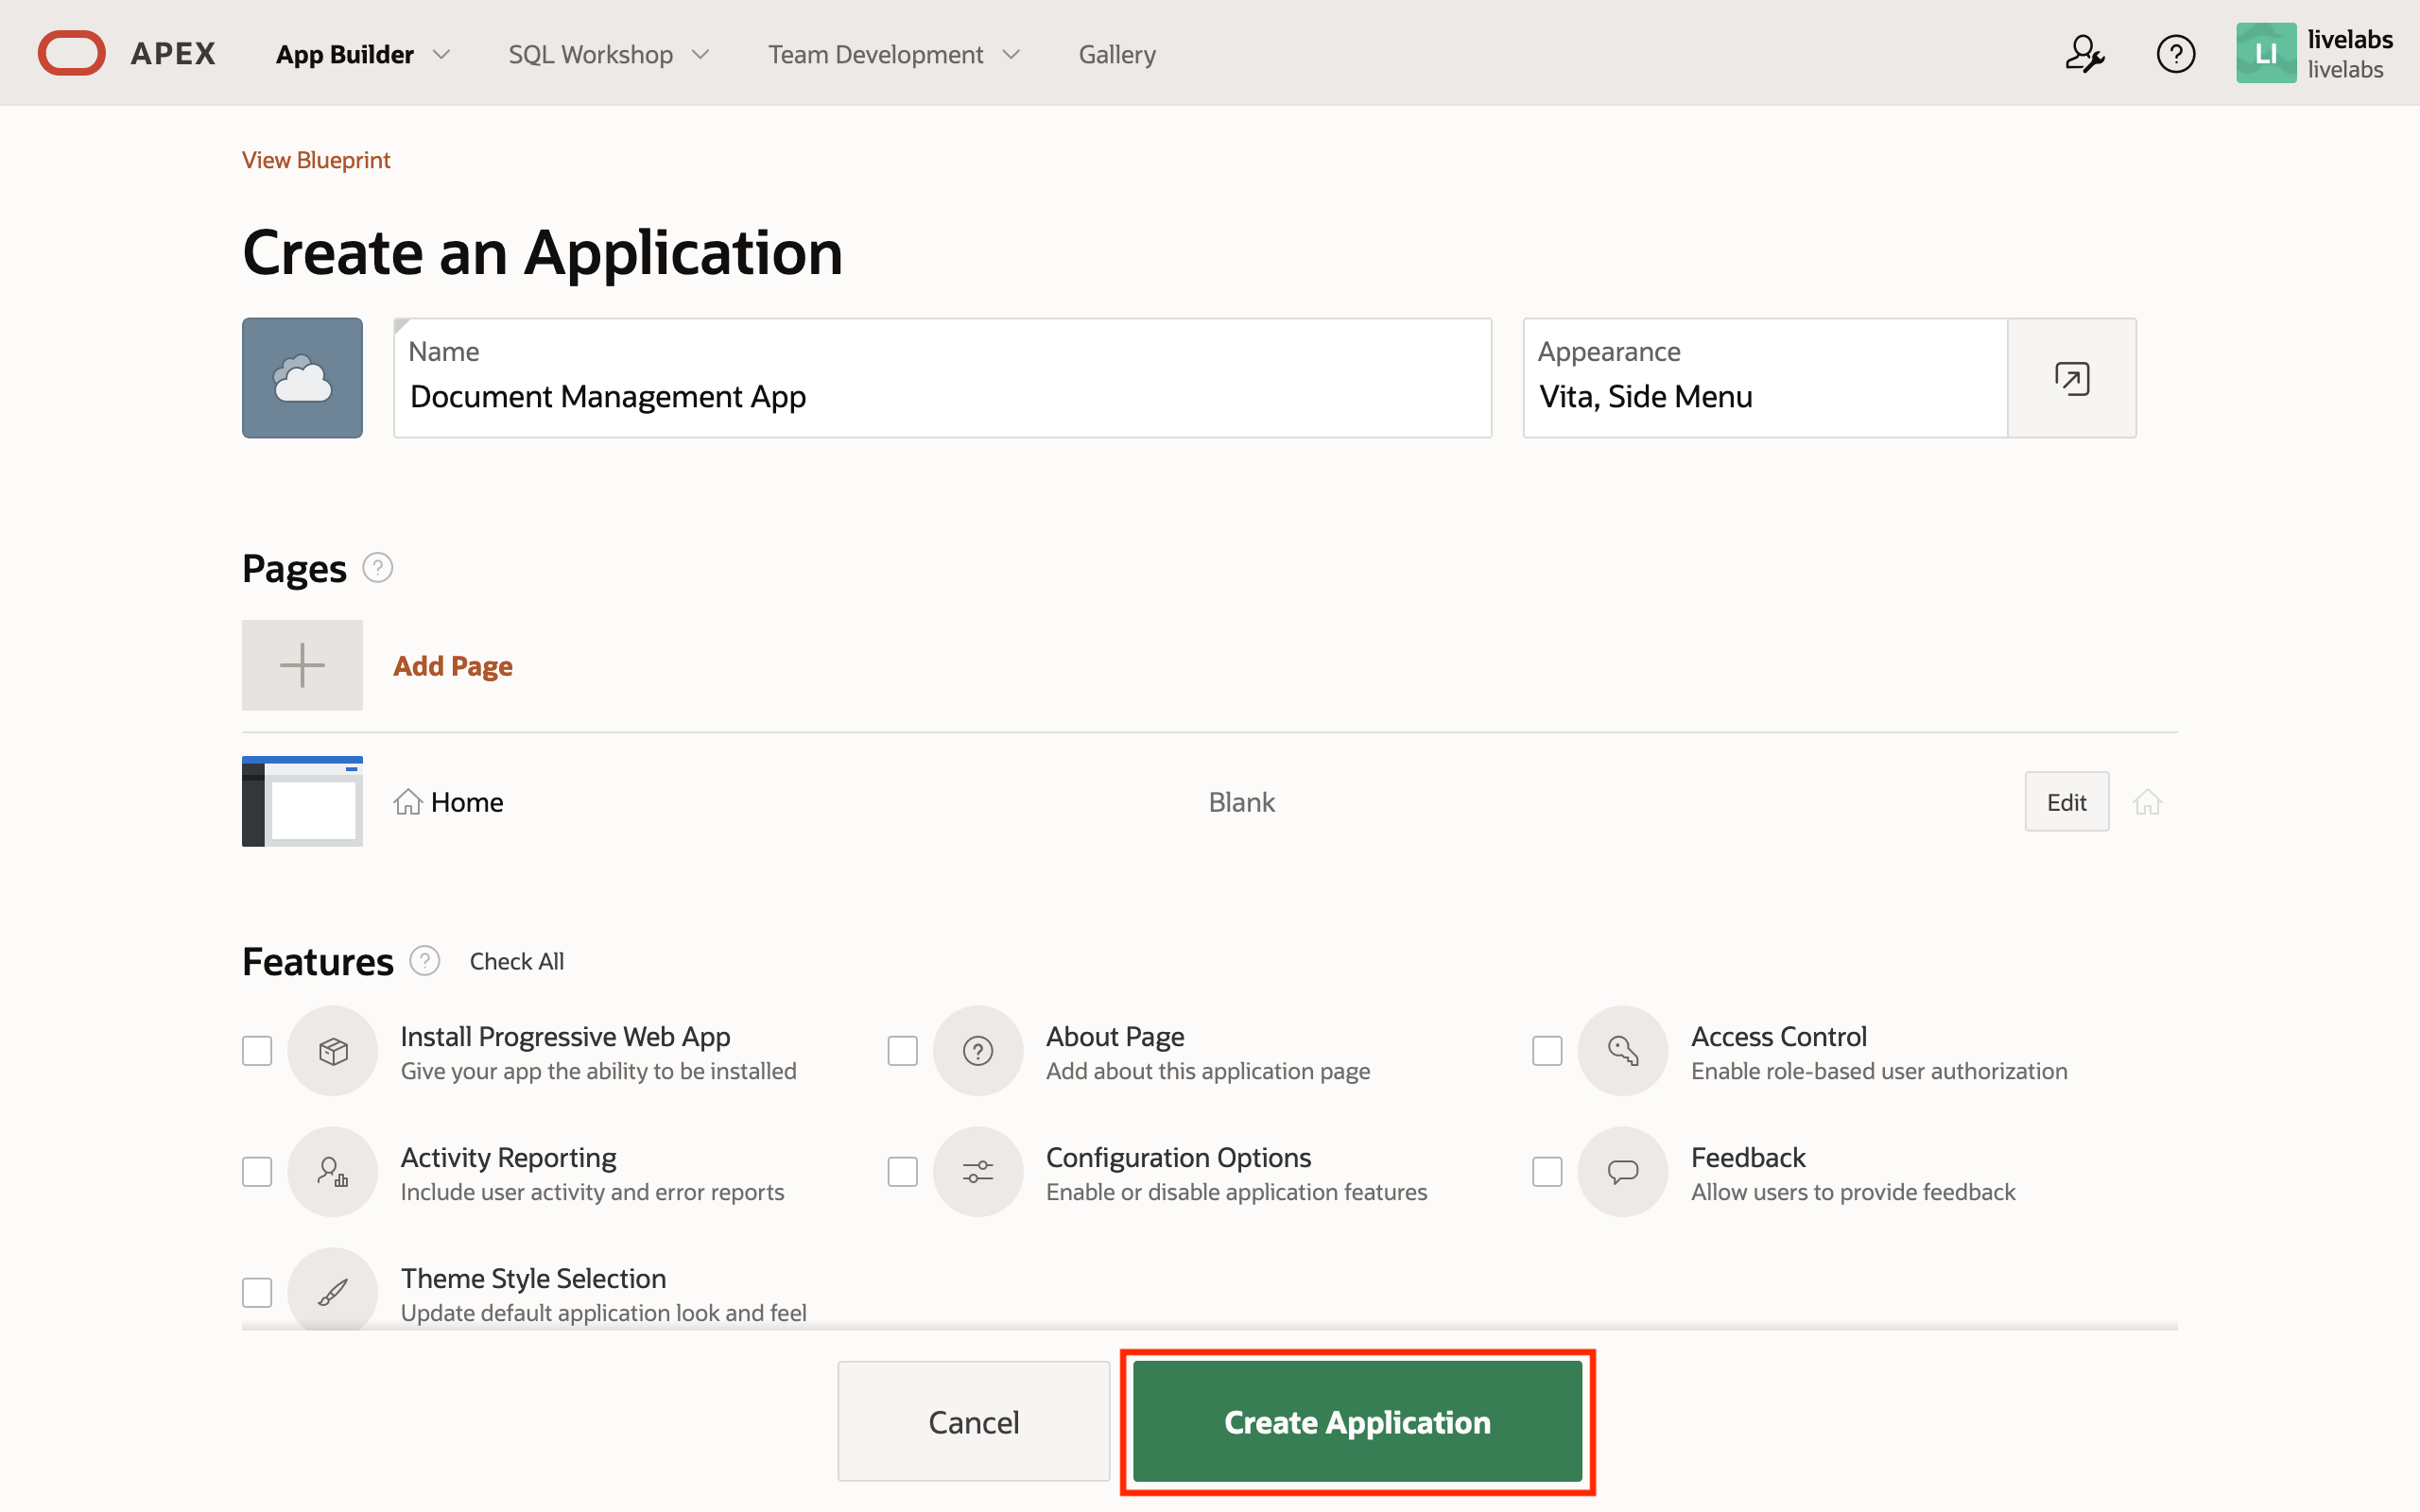 APEX App Builder SQL Workshop Team Development Gallery ? LI livelabs
livelabs
View Blueprint
Create an Application
Name
Document Management App
Appearance
Vita, Side Menu
Pages ?
Add Page
Home Blank Edit
Features ? Check All
Install Progressive Web App
Give your app the ability to be installed
? About Page
Add about this application page
Access Control
Enable role-based user authorization
Activity Reporting
Include user activity and error reports
Configuration Options
Enable or disable application features
Feedback
Allow users to provide feedback
Theme Style Selection
Update default application look and feel
Cancel Create Application